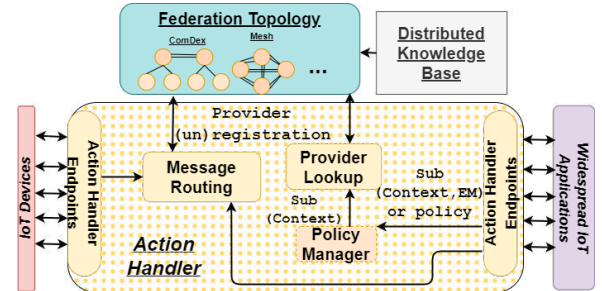 Federation Topology
ComDex
Mesh
...
Distributed
Knowledge
Base
Provider
(un)registration
IoT Devices
Action Handler
Endpoints
Message
Routing
Provider
Lookup
Sub
(Context,EM)
or policy
Sub
(Context)
Policy
Manager
Action
Handler
Action Handler
Endpoints
Widespread IoT
Applications